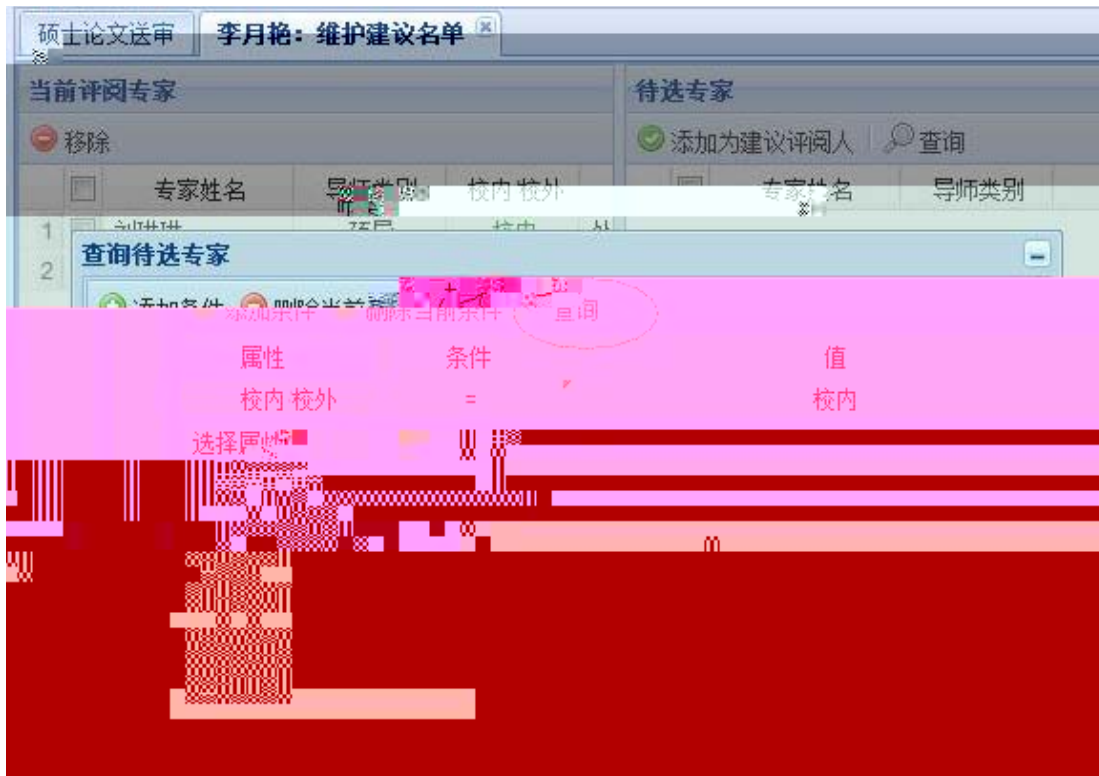 硕士论文送审 李月艳：维护建议名单
当前评阅专家 待选专家
移除 添加为建议评阅人 查询
专家姓名 导师类别 校内 校外 专家姓名 导师类别
1 校内
查询待选专家
2
添加条件 删除当前条件 查询
属性 条件 值
校内 校外 = 校内
选择属性